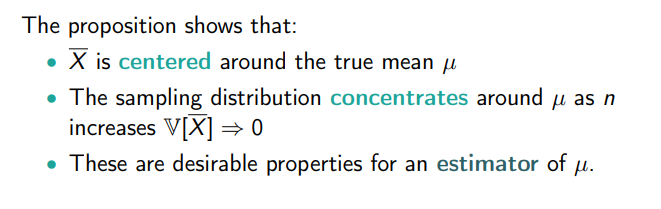 The proposition shows that:
• X̅ is centered around the true mean μ
• The sampling distribution concentrates around μ as n
increases 𝕍[X̅] ⇒ 0
• These are desirable properties for an estimator of μ.